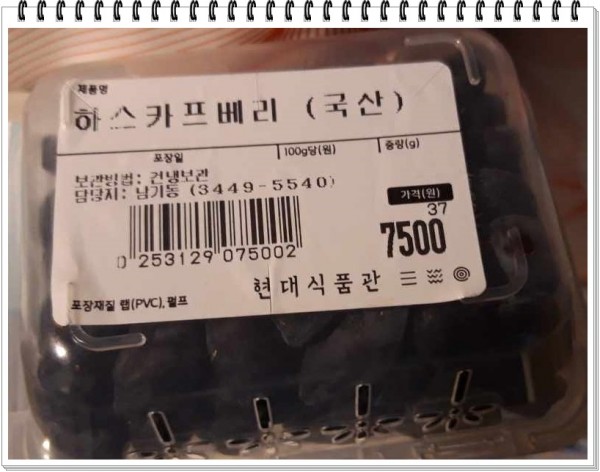 제품명
하스카프베리 (국산)
포장일 100g당(원) 중량(g)
보관방법: 건냉보관
담당자: 남기동 (3449-5540)
가격(원)
37
7500
0 253129 075002
현대식품관
포장재질 랩(PVC), 펄프